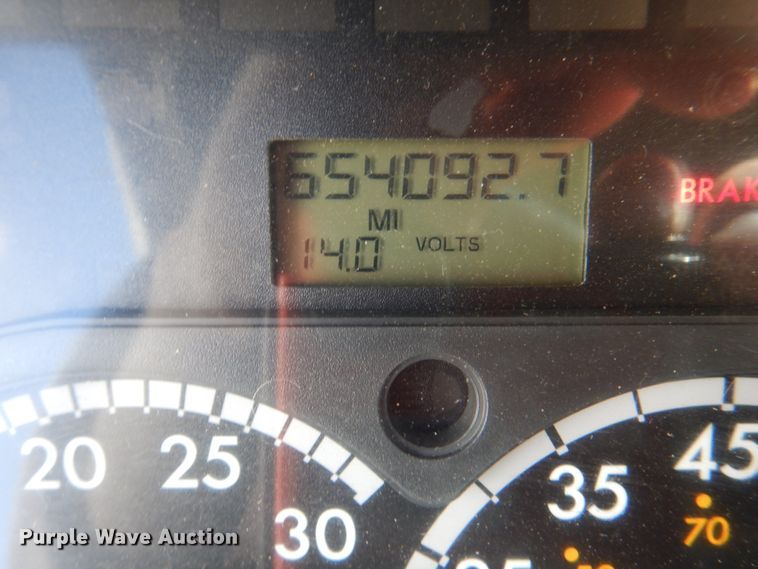 654092.7
MI
14.0 VOLTS
BRAK
20 25 30
35 45
70
Purple Wave Auction